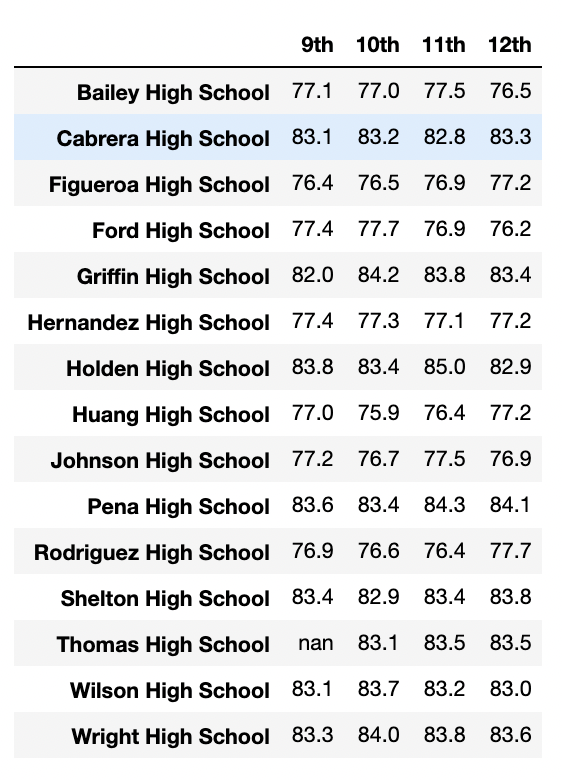 9th 10th 11th 12th
Bailey High School 77.1 77.0 77.5 76.5
Cabrera High School 83.1 83.2 82.8 83.3
Figueroa High School 76.4 76.5 76.9 77.2
Ford High School 77.4 77.7 76.9 76.2
Griffin High School 82.0 84.2 83.8 83.4
Hernandez High School 77.4 77.3 77.1 77.2
Holden High School 83.8 83.4 85.0 82.9
Huang High School 77.0 75.9 76.4 77.2
Johnson High School 77.2 76.7 77.5 76.9
Pena High School 83.6 83.4 84.3 84.1
Rodriguez High School 76.9 76.6 76.4 77.7
Shelton High School 83.4 82.9 83.4 83.8
Thomas High School nan 83.1 83.5 83.5
Wilson High School 83.1 83.7 83.2 83.0
Wright High School 83.3 84.0 83.8 83.6